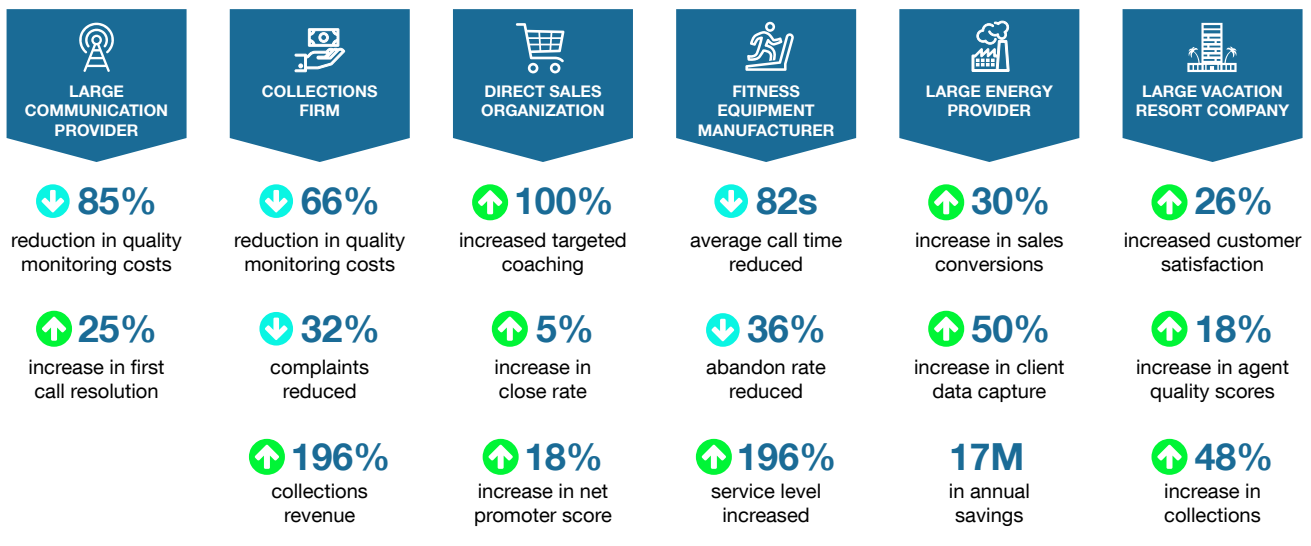 LARGE
COMMUNICATION
PROVIDER
85%
reduction in quality
monitoring costs
25%
increase in first
call resolution
COLLECTIONS
FIRM
66%
reduction in quality
monitoring costs
32%
complaints
reduced
196%
collections
revenue
DIRECT SALES
ORGANIZATION
100%
increased targeted
coaching
5%
increase in
close rate
18%
increase in net
promoter score
FITNESS
EQUIPMENT
MANUFACTURER
82s
average call time
reduced
36%
abandon rate
reduced
196%
service level
increased
LARGE ENERGY
PROVIDER
30%
increase in sales
conversions
50%
increase in client
data capture
17M
in annual
savings
LARGE VACATION
RESORT COMPANY
26%
increased customer
satisfaction
18%
increase in agent
quality scores
48%
increase in
collections